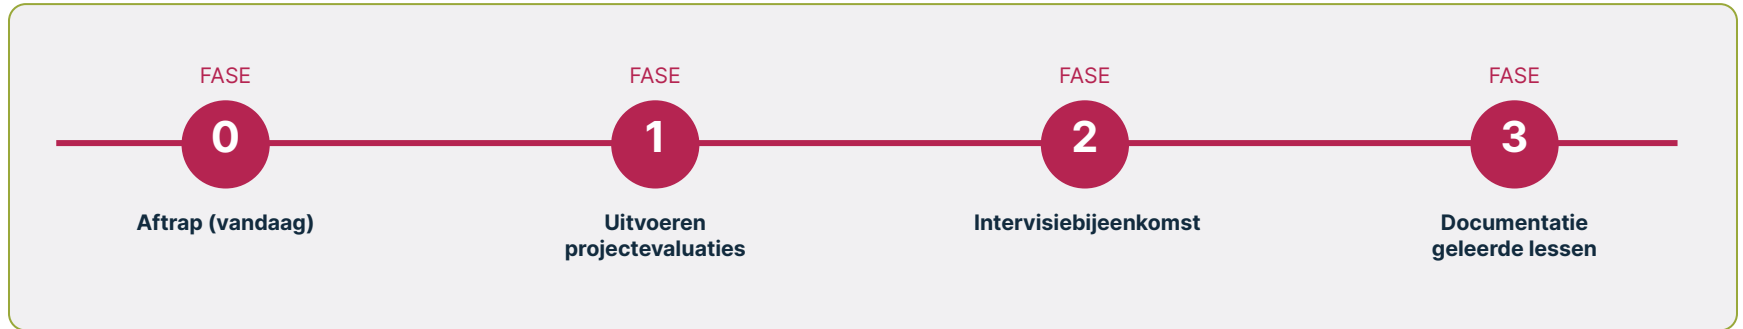 FASE
0
Aftrap (vandaag)
FASE
1
Uitvoeren
projectevaluaties
FASE
2
Intervisiebijeenkomst
FASE
3
Documentatie
geleerde lessen